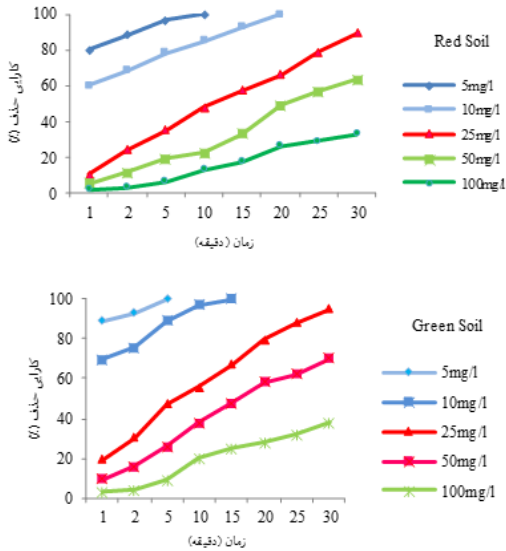 Red Soil
100
80
60
40
20
0
کارایی حذف (٪)
1 2 5 10 15 20 25 30
زمان (دقیقه)
5mg/l
10mg/l
25mg/l
50mg/l
100mg/l
Green Soil
100
80
60
40
20
0
کارایی حذف (٪)
1 2 5 10 15 20 25 30
زمان (دقیقه)
5mg/l
10mg/l
25mg/l
50mg/l
100mg/l